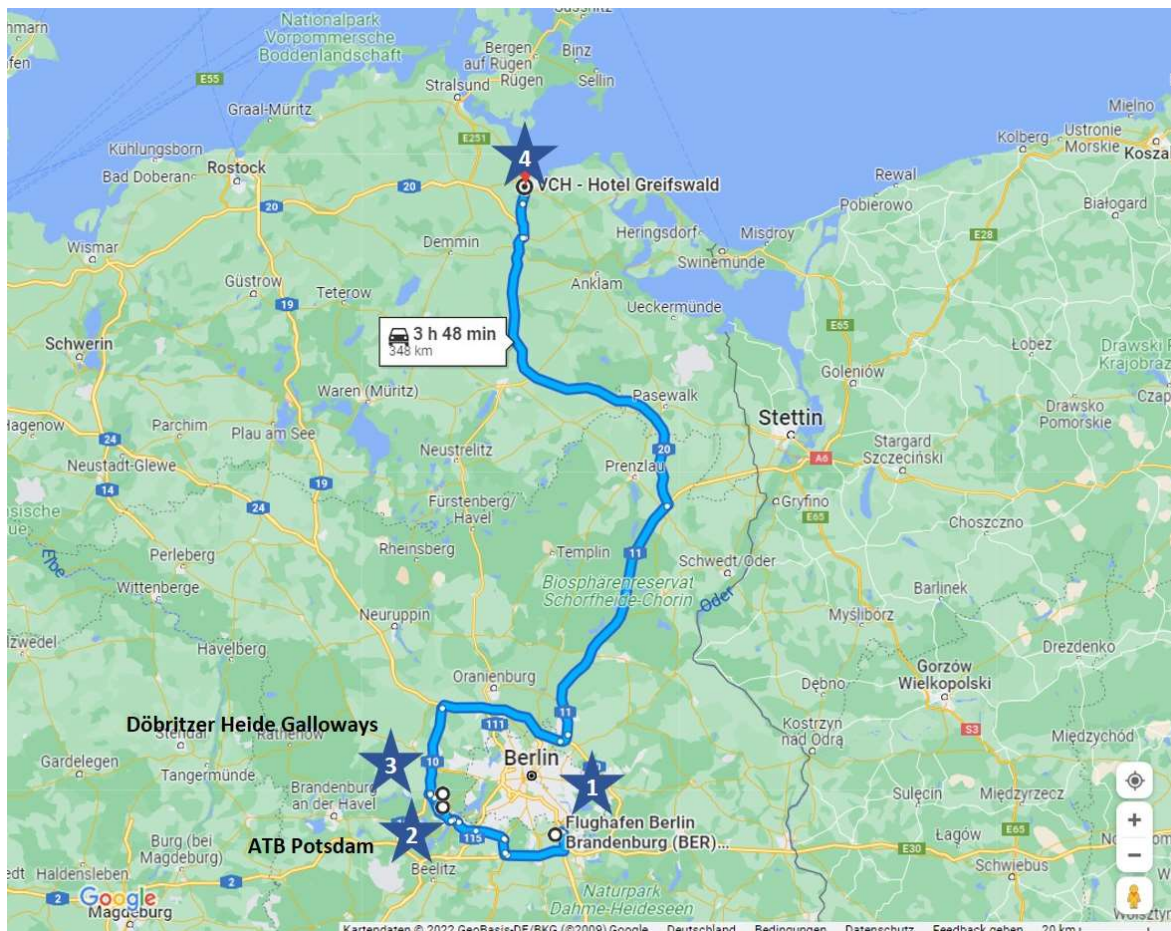 Nationalpark
Vorpommersche
Boddenlandschaft
Bergen
auf Rügen
Rügen
Binz
Sellin
Stralsund
E55
Graal-Müritz
E251
4
Mielno
Kolberg
Ustronie
Morskie
Kosza
Kühlungsborn
Bad Doberan
Rostock
20
VCH - Hotel Greifswald
Rewal
Pobierowo
Białogard
20
Wismar
Demmin
Heringsdorf
Misdroy
Swinemünde
E28
Güstrow
Teterow
Anklam
Ueckermünde
19
3 h 48 min
348 km
E65
Schwerin
Łobez
Goleniów
Waren (Müritz)
Pasewalk
Hagenow
Parchim
Plau am See
Stettin
Drawsko
Pomorskie
24
Neustadt-Glewe
Neustrelitz
20
Prenzlau
A6
Stargard
Szczeciński
14
19
24
Fürstenberg/
Havel
Gryfino
E65
Choszczno
Elbe
Perleberg
Rheinsberg
Templin
11
Schwedt/Oder
Wittenberge
Biosphärenreservat
Schorfheide-Chorin
Oder
Barlinek
Neuruppin
Myślibórz
Havelberg
Drezdenko
Oranienburg
11
Dębno
Gorzów
Wielkopolski
Döbritzer Heide Galloways
111
Kostrzyn
nad Odrą
S3
Międzychód
Stendal
Rathenow
Berlin
Gardelegen
3
10
1
Tangermünde
Brandenburg
an der Havel
Sulęcin
Międzyrzecz
2
Flughafen Berlin
Brandenburg (BER)...
Burg (bei
Magdeburg)
ATB Potsdam
115
E65
Łagów
E30
Haldensleben
2
Beelitz
Schwiebus
2
Google
Magdeburg
Naturpark
Dahme-Heideseen
Kartendaten © 2022 GeoBasis-DE/BKG (©2009) Google Deutschland Bedingungen Datenschutz Feedback geben 20 km